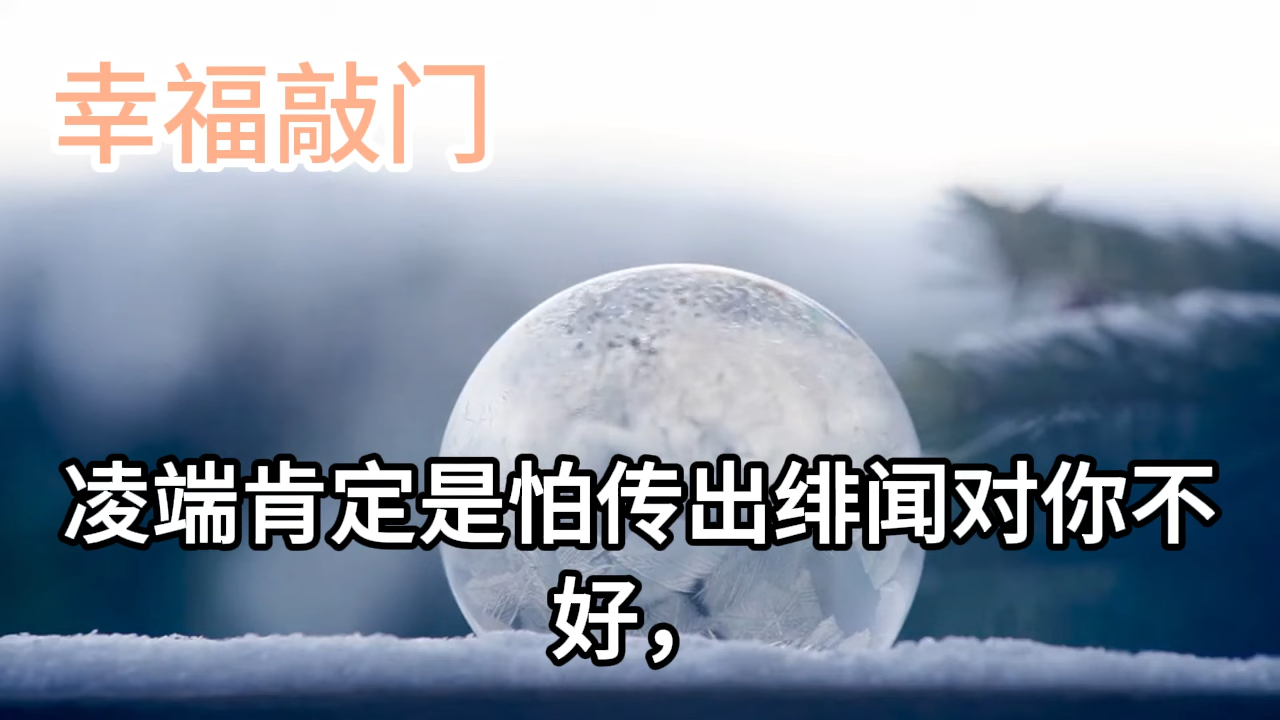 幸福敲门
凌端肯定是怕传出绯闻对你不
好，